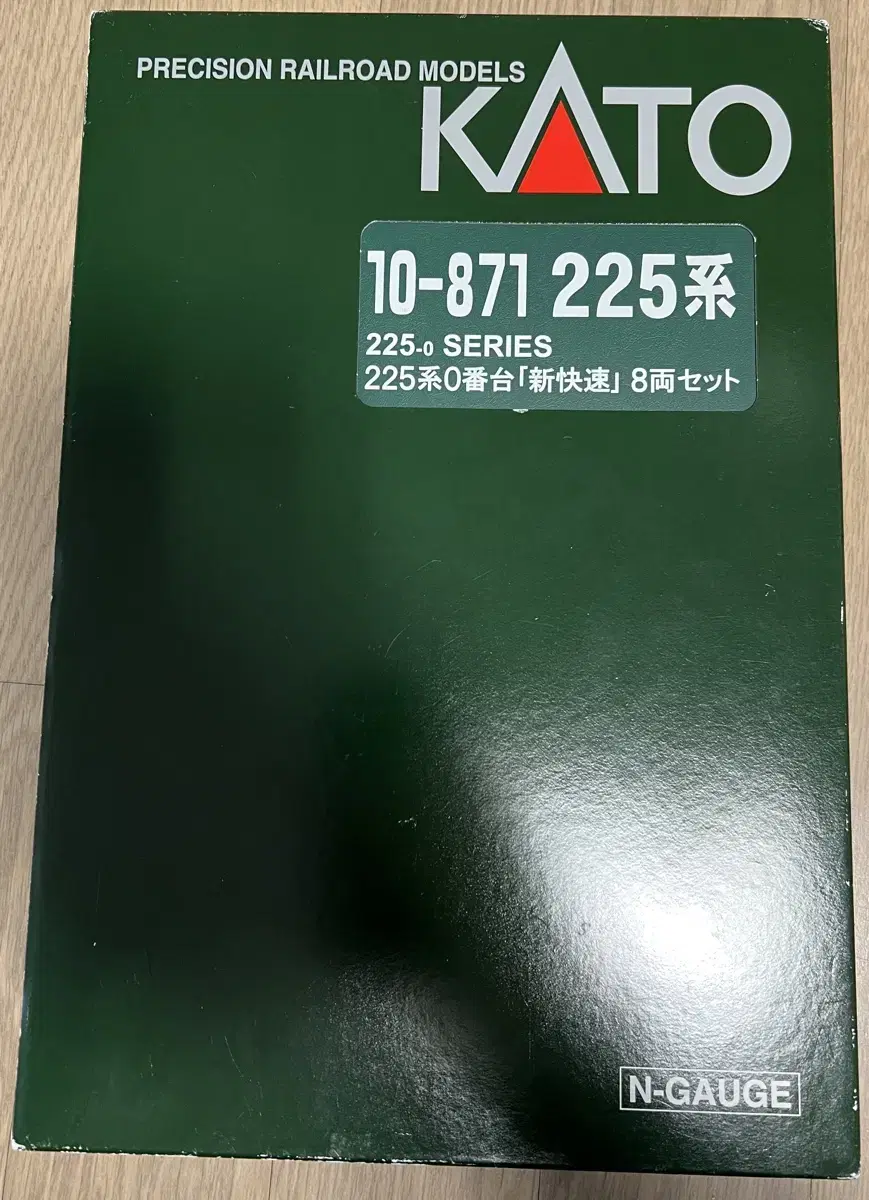 PRECISION RAILROAD MODELS
KATO
10-871 225系
225-0 SERIES
225系0番台「新快速」8両セット
N-GAUGE